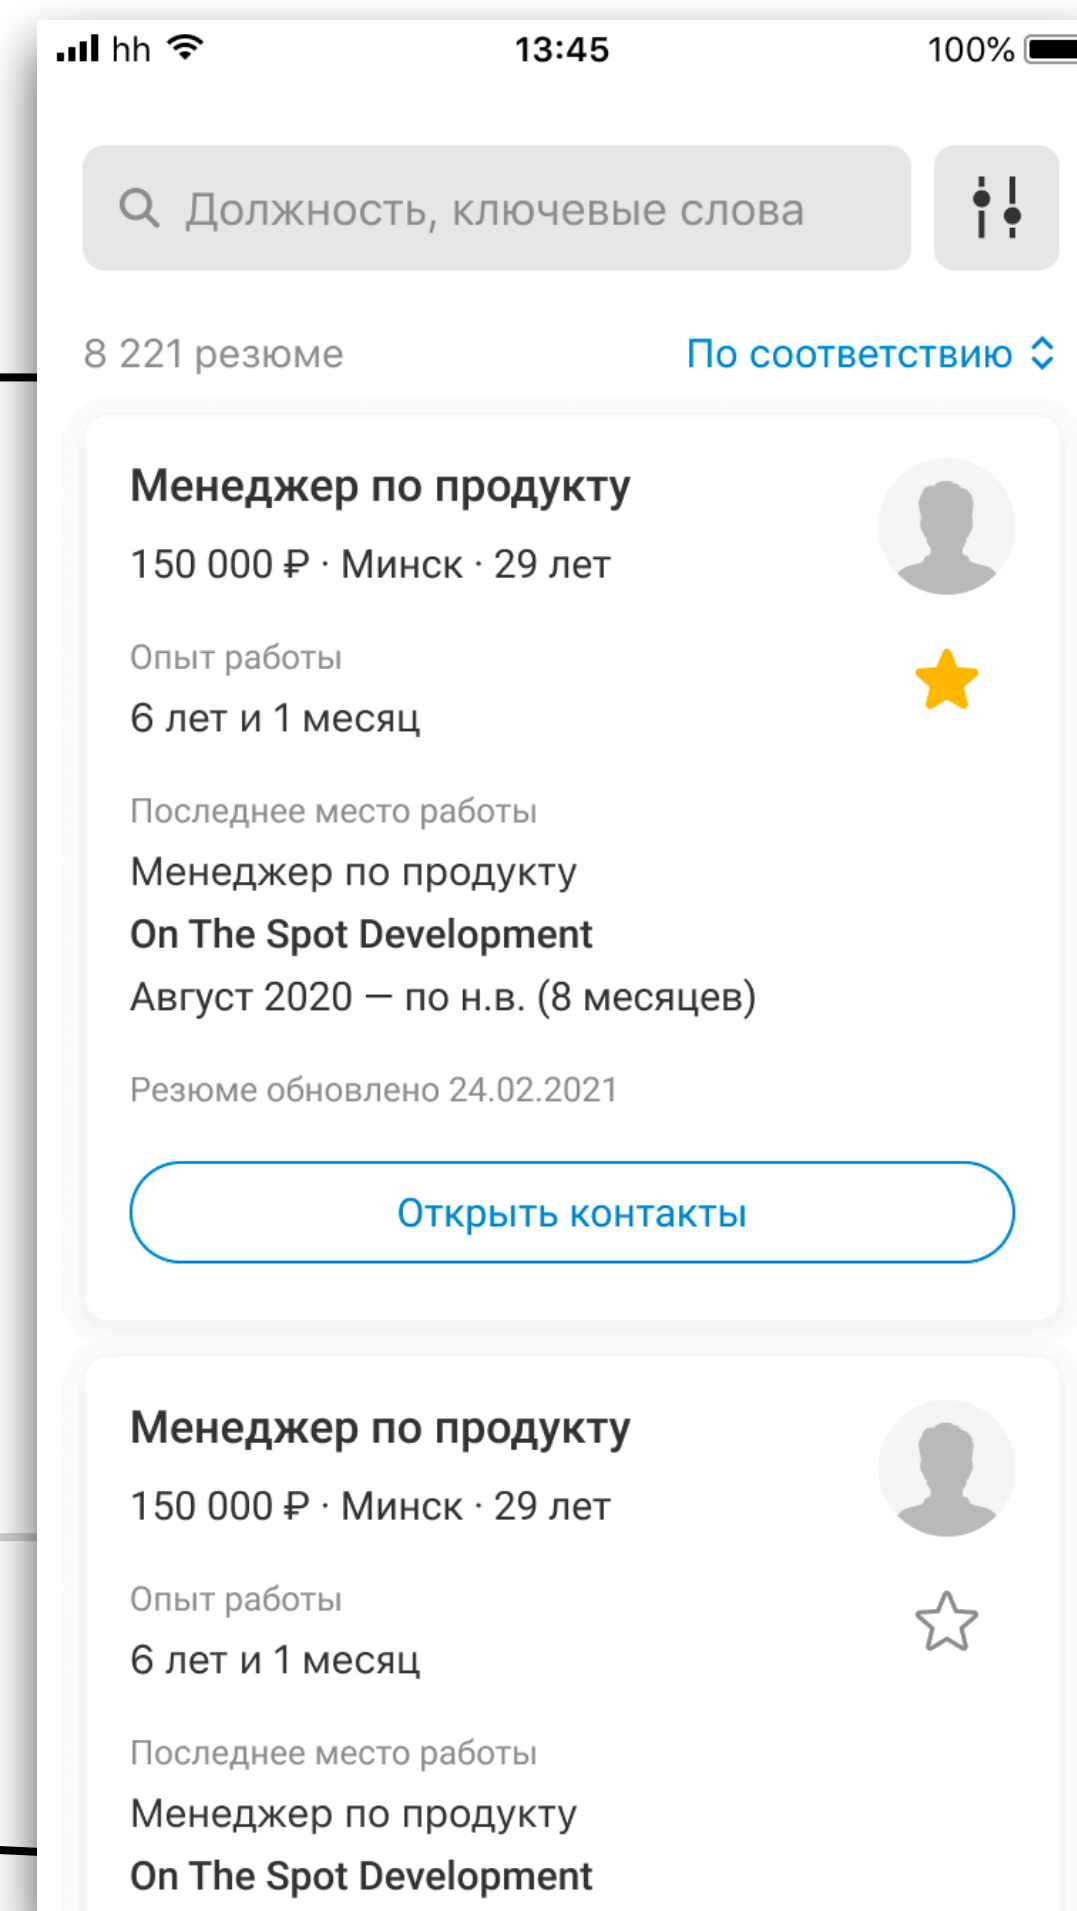 hh
13:45
100%
Должность, ключевые слова
8 221 резюме
По соответствию
Менеджер по продукту
150 000 ₽ · Минск · 29 лет
Опыт работы
6 лет и 1 месяц
Последнее место работы
Менеджер по продукту
On The Spot Development
Август 2020 — по н.в. (8 месяцев)
Резюме обновлено 24.02.2021
Открыть контакты
Менеджер по продукту
150 000 ₽ · Минск · 29 лет
Опыт работы
6 лет и 1 месяц
Последнее место работы
Менеджер по продукту
On The Spot Development